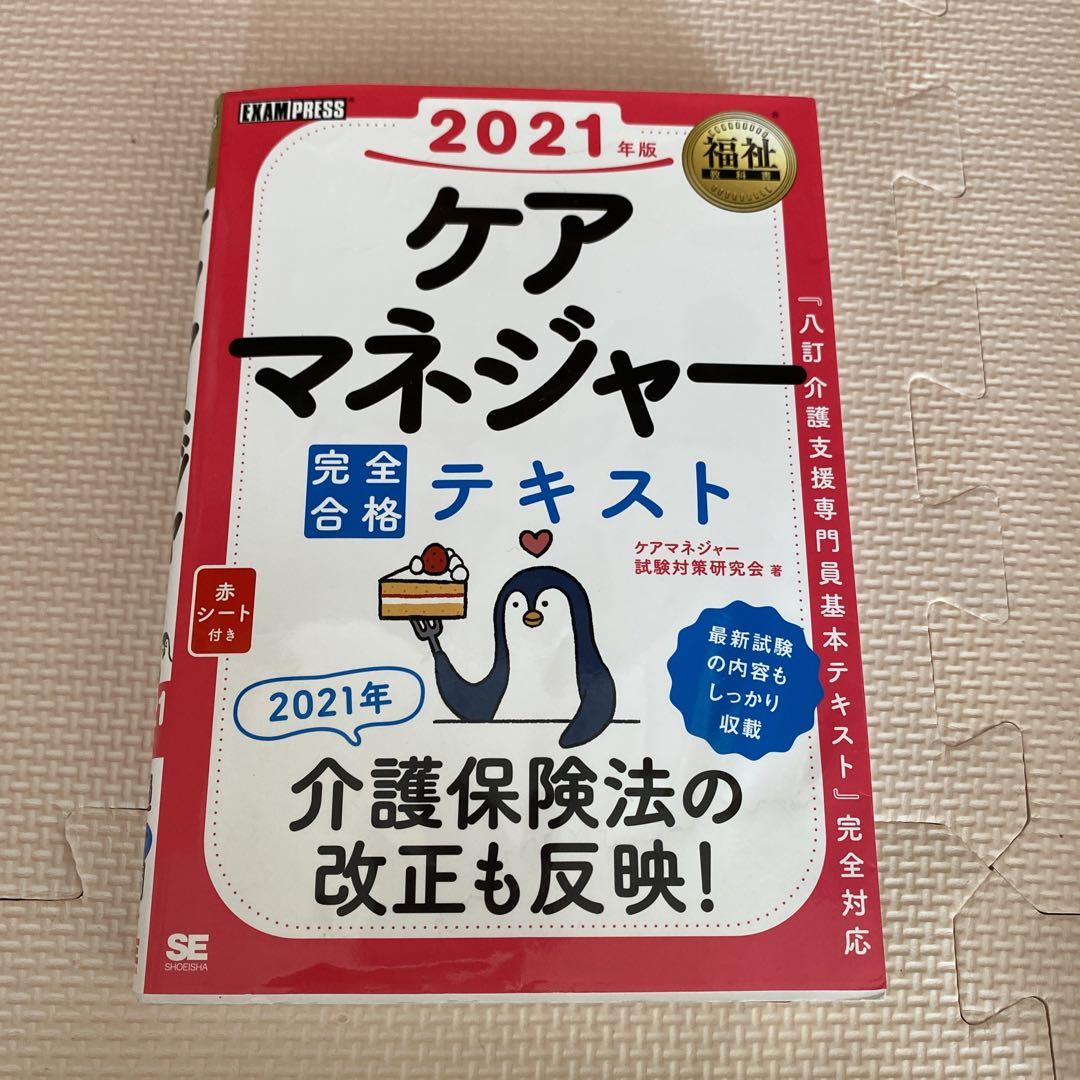 EXAMPRESS
2021年版
福祉
教科書
ケア
マネジャー
完全
合格
テキスト
ケアマネジャー
試験対策研究会 著
『八訂 介護支援専門員基本テキスト』完全対応
赤
シート
付き
最新試験
の内容も
しっかり
収載
2021年
介護保険法の
改正も反映!
SE
SHOEISHA